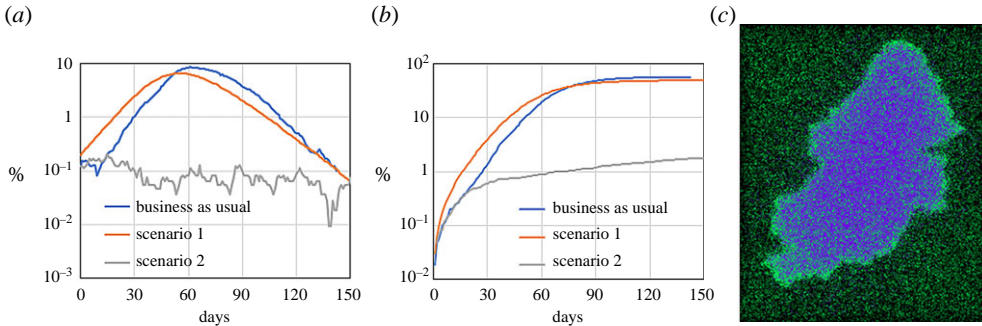 (a)
10
1
10⁻¹
%
10⁻²
10⁻³
business as usual
scenario 1
scenario 2
0 30 60 90 120 150
days
(b)
10²
10
1
%
10⁻¹
10⁻²
business as usual
scenario 1
scenario 2
0 30 60 90 120 150
days
(c)